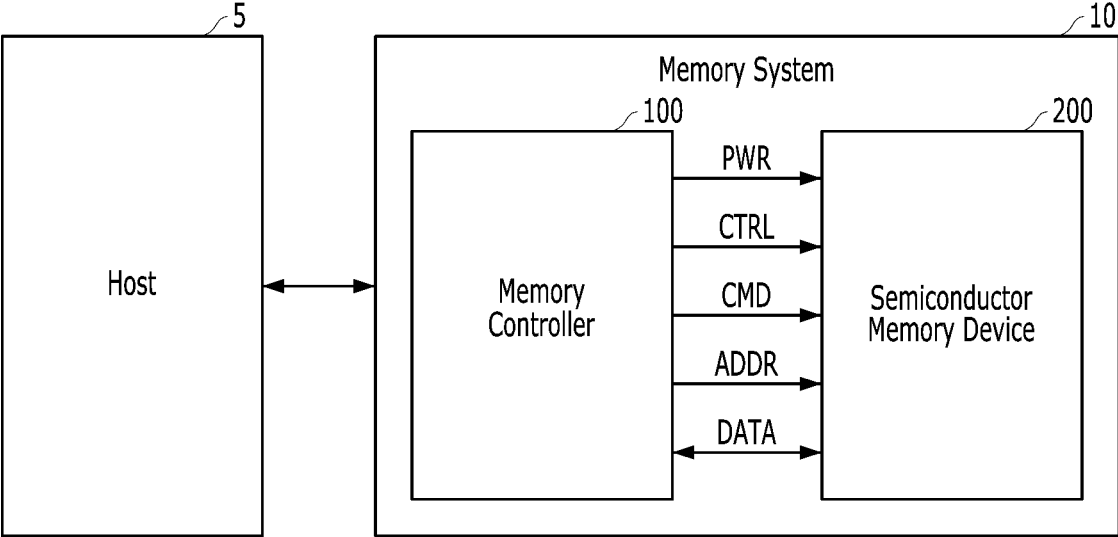 5
10
Memory System
100
200
PWR
CTRL
CMD
ADDR
DATA
Host
Memory
Controller
Semiconductor
Memory Device